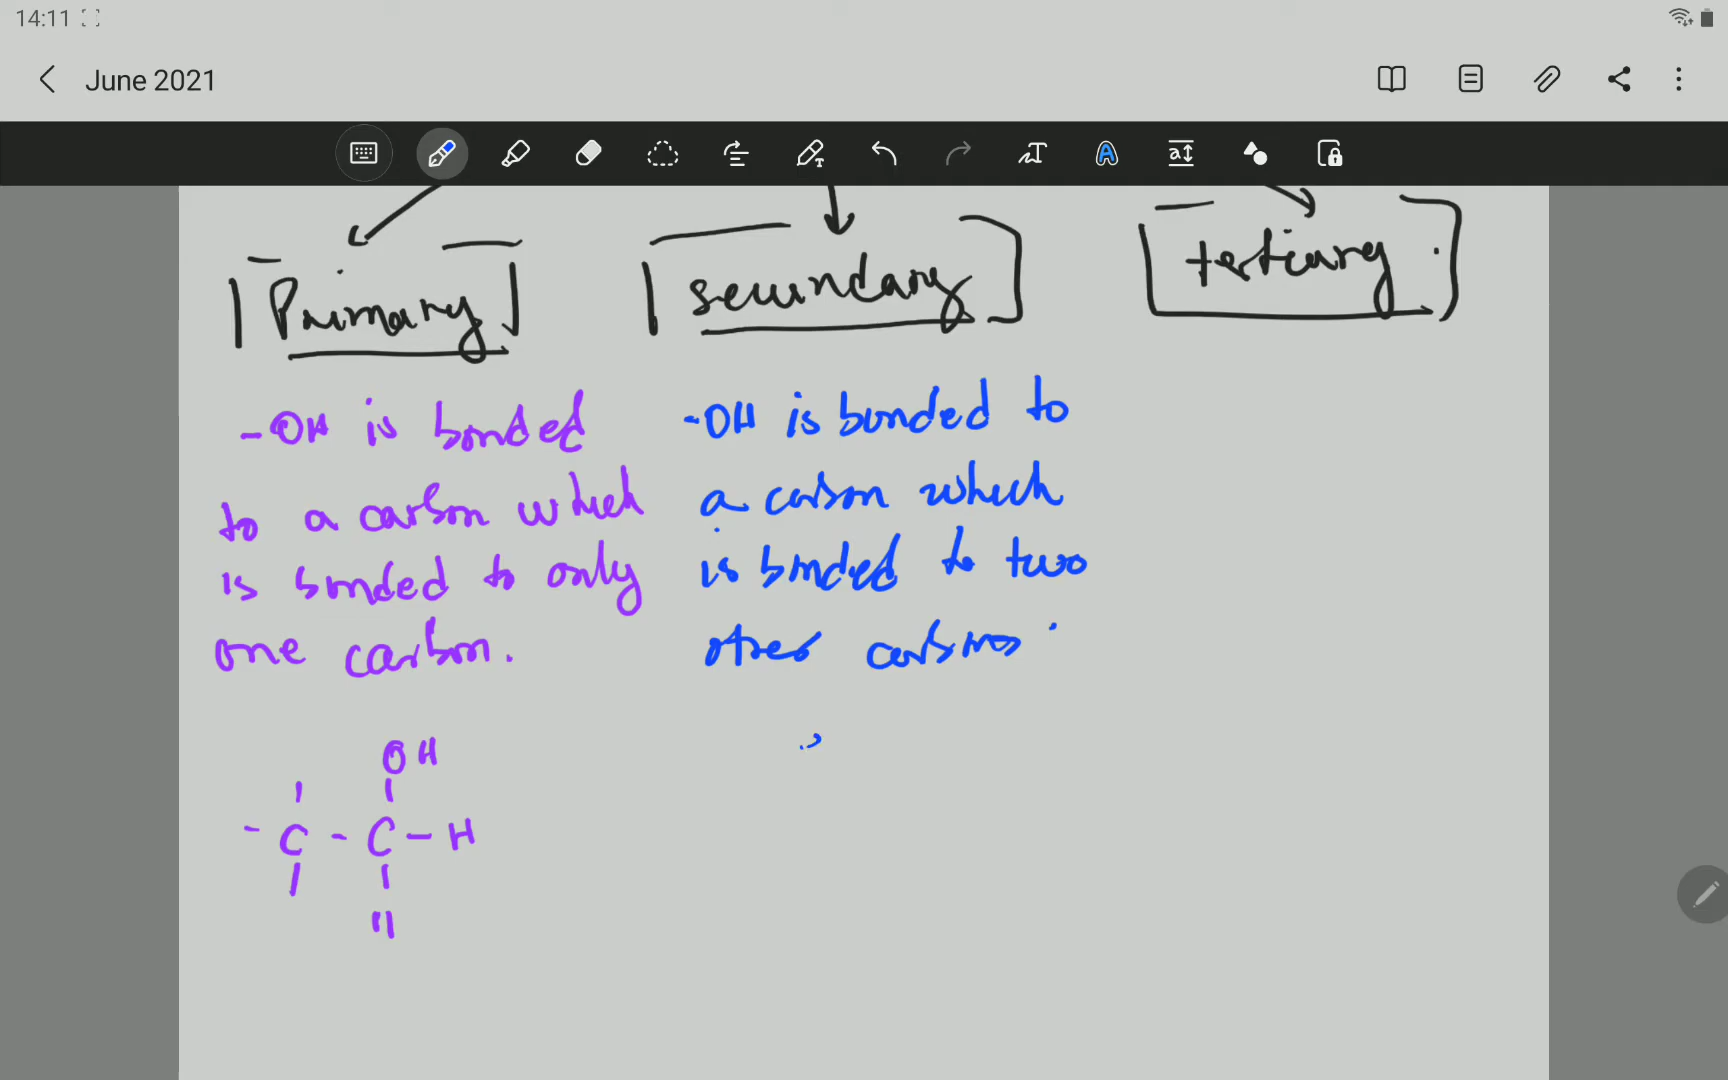 14:11
June 2021
Primary
secondary
tertiary
-OH is bonded
to a carbon which
is bonded to only
one carbon.
-OH is bonded to
a carbon which
is bonded to two
other carbons.
OH
- C - C - H
H